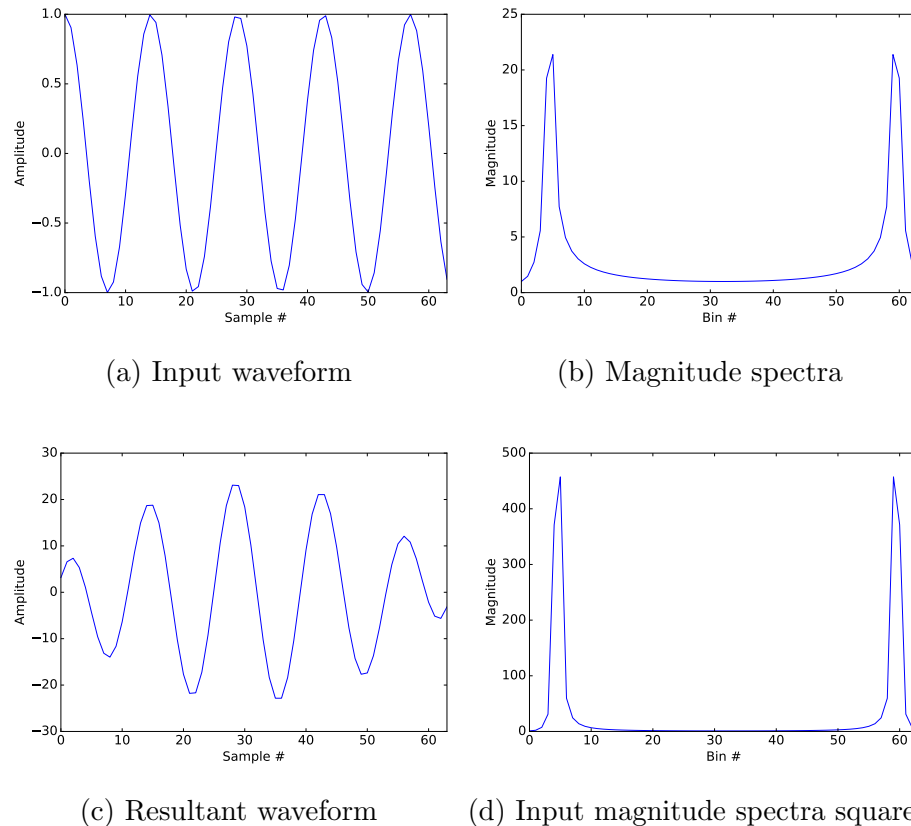 1.0
0.5
0.0
−0.5
−1.0
Amplitude
0 10 20 30 40 50 60
Sample #
(a) Input waveform
25
20
15
10
5
0
Magnitude
0 10 20 30 40 50 60
Bin #
(b) Magnitude spectra
30
20
10
0
−10
−20
−30
Amplitude
0 10 20 30 40 50 60
Sample #
(c) Resultant waveform
500
400
300
200
100
0
Magnitude
0 10 20 30 40 50 60
Bin #
(d) Input magnitude spectra square